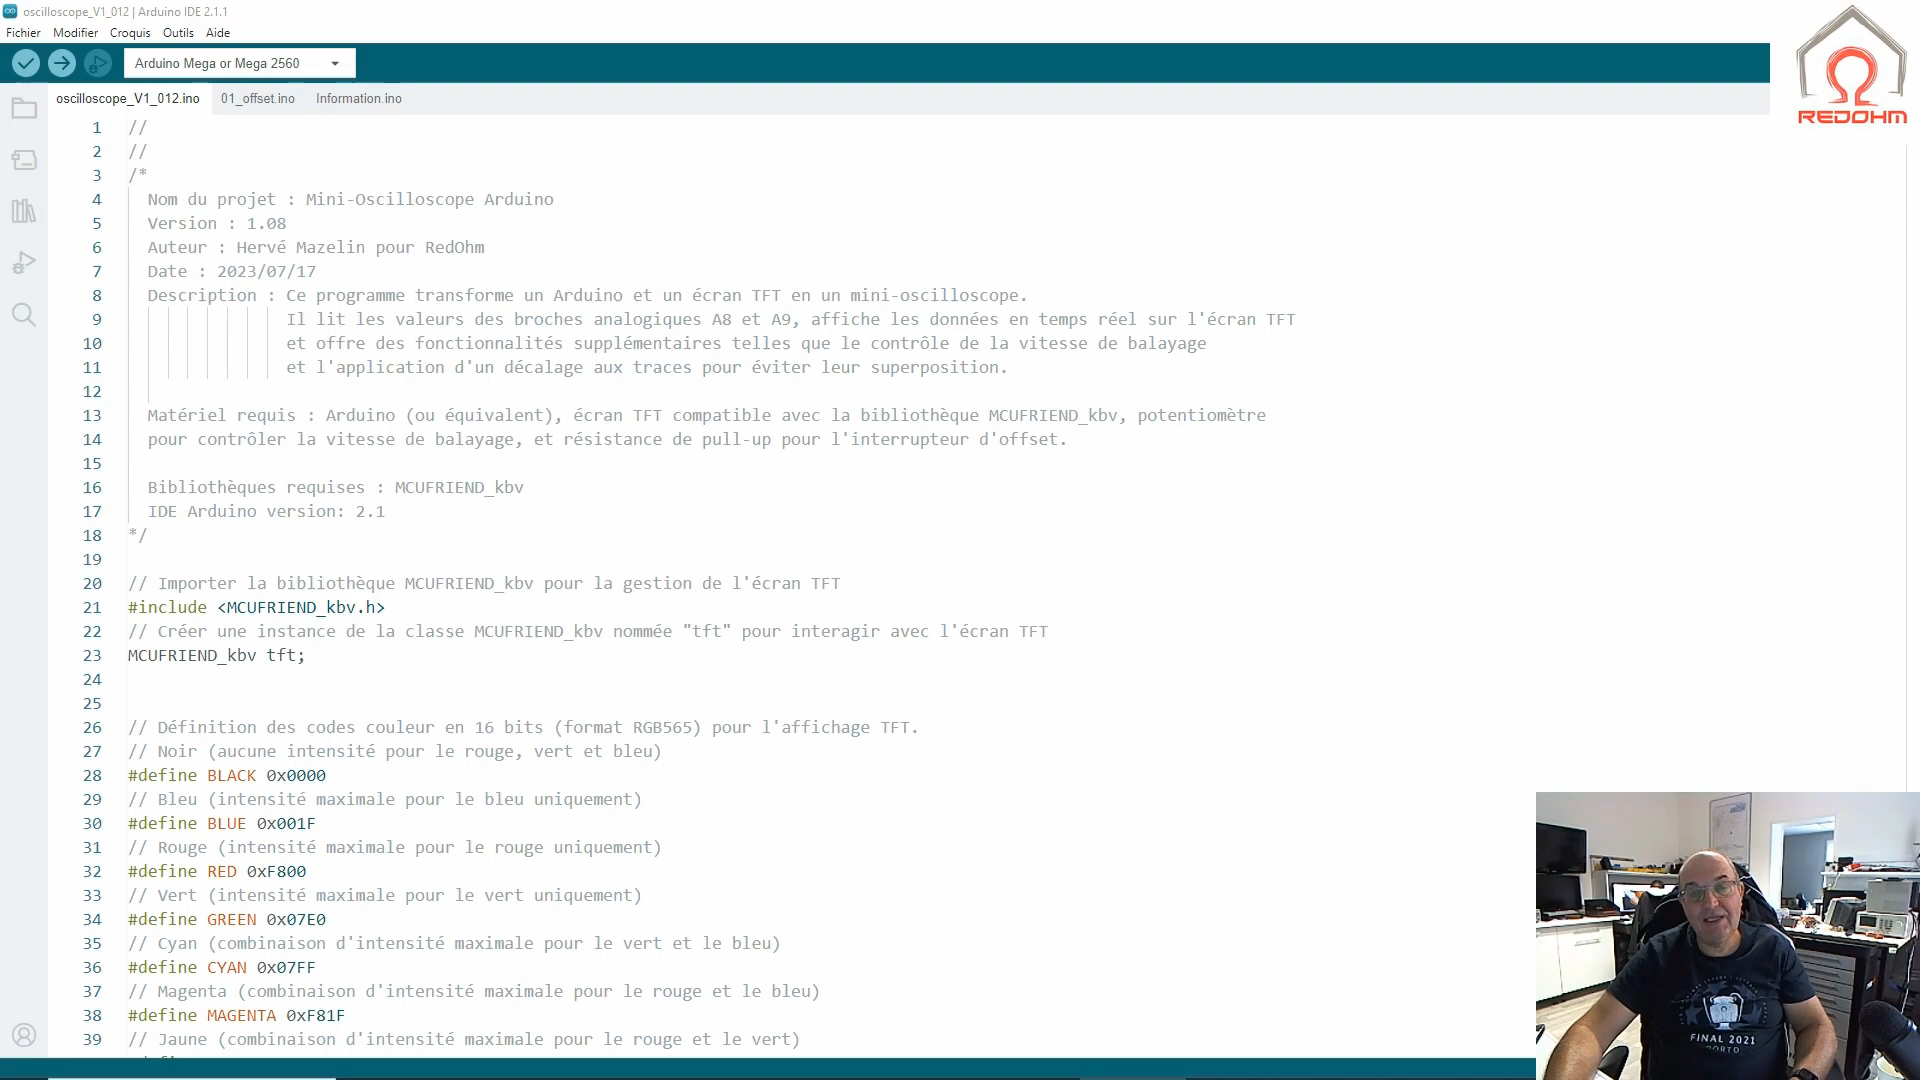 oscilloscope_V1_012 | Arduino IDE 2.1.1
Fichier Modifier Croquis Outils Aide
Arduino Mega or Mega 2560
REDOHM
oscilloscope_V1_012.ino 01_offset.ino Information.ino
1 //
2 //
3 /*
4 Nom du projet : Mini-Oscilloscope Arduino
5 Version : 1.08
6 Auteur : Hervé Mazelin pour RedOhm
7 Date : 2023/07/17
8 Description : Ce programme transforme un Arduino et un écran TFT en un mini-oscilloscope.
9 Il lit les valeurs des broches analogiques A8 et A9, affiche les données en temps réel sur l'écran TFT
10 et offre des fonctionnalités supplémentaires telles que le contrôle de la vitesse de balayage
11 et l'application d'un décalage aux traces pour éviter leur superposition.
12
13 Matériel requis : Arduino (ou équivalent), écran TFT compatible avec la bibliothèque MCUFRIEND_kbv, potentiomètre
14 pour contrôler la vitesse de balayage, et résistance de pull-up pour l'interrupteur d'offset.
15
16 Bibliothèques requises : MCUFRIEND_kbv
17 IDE Arduino version: 2.1
18 */
19
20 // Importer la bibliothèque MCUFRIEND_kbv pour la gestion de l'écran TFT
21 #include <MCUFRIEND_kbv.h>
22 // Créer une instance de la classe MCUFRIEND_kbv nommée "tft" pour interagir avec l'écran TFT
23 MCUFRIEND_kbv tft;
24
25
26 // Définition des codes couleur en 16 bits (format RGB565) pour l'affichage TFT.
27 // Noir (aucune intensité pour le rouge, vert et bleu)
28 #define BLACK 0x0000
29 // Bleu (intensité maximale pour le bleu uniquement)
30 #define BLUE 0x001F
31 // Rouge (intensité maximale pour le rouge uniquement)
32 #define RED 0xF800
33 // Vert (intensité maximale pour le vert uniquement)
34 #define GREEN 0x07E0
35 // Cyan (combinaison d'intensité maximale pour le vert et le bleu)
36 #define CYAN 0x07FF
37 // Magenta (combinaison d'intensité maximale pour le rouge et le bleu)
38 #define MAGENTA 0xF81F
39 // Jaune (combinaison d'intensité maximale pour le rouge et le vert)
FINAL 2021
PORTO